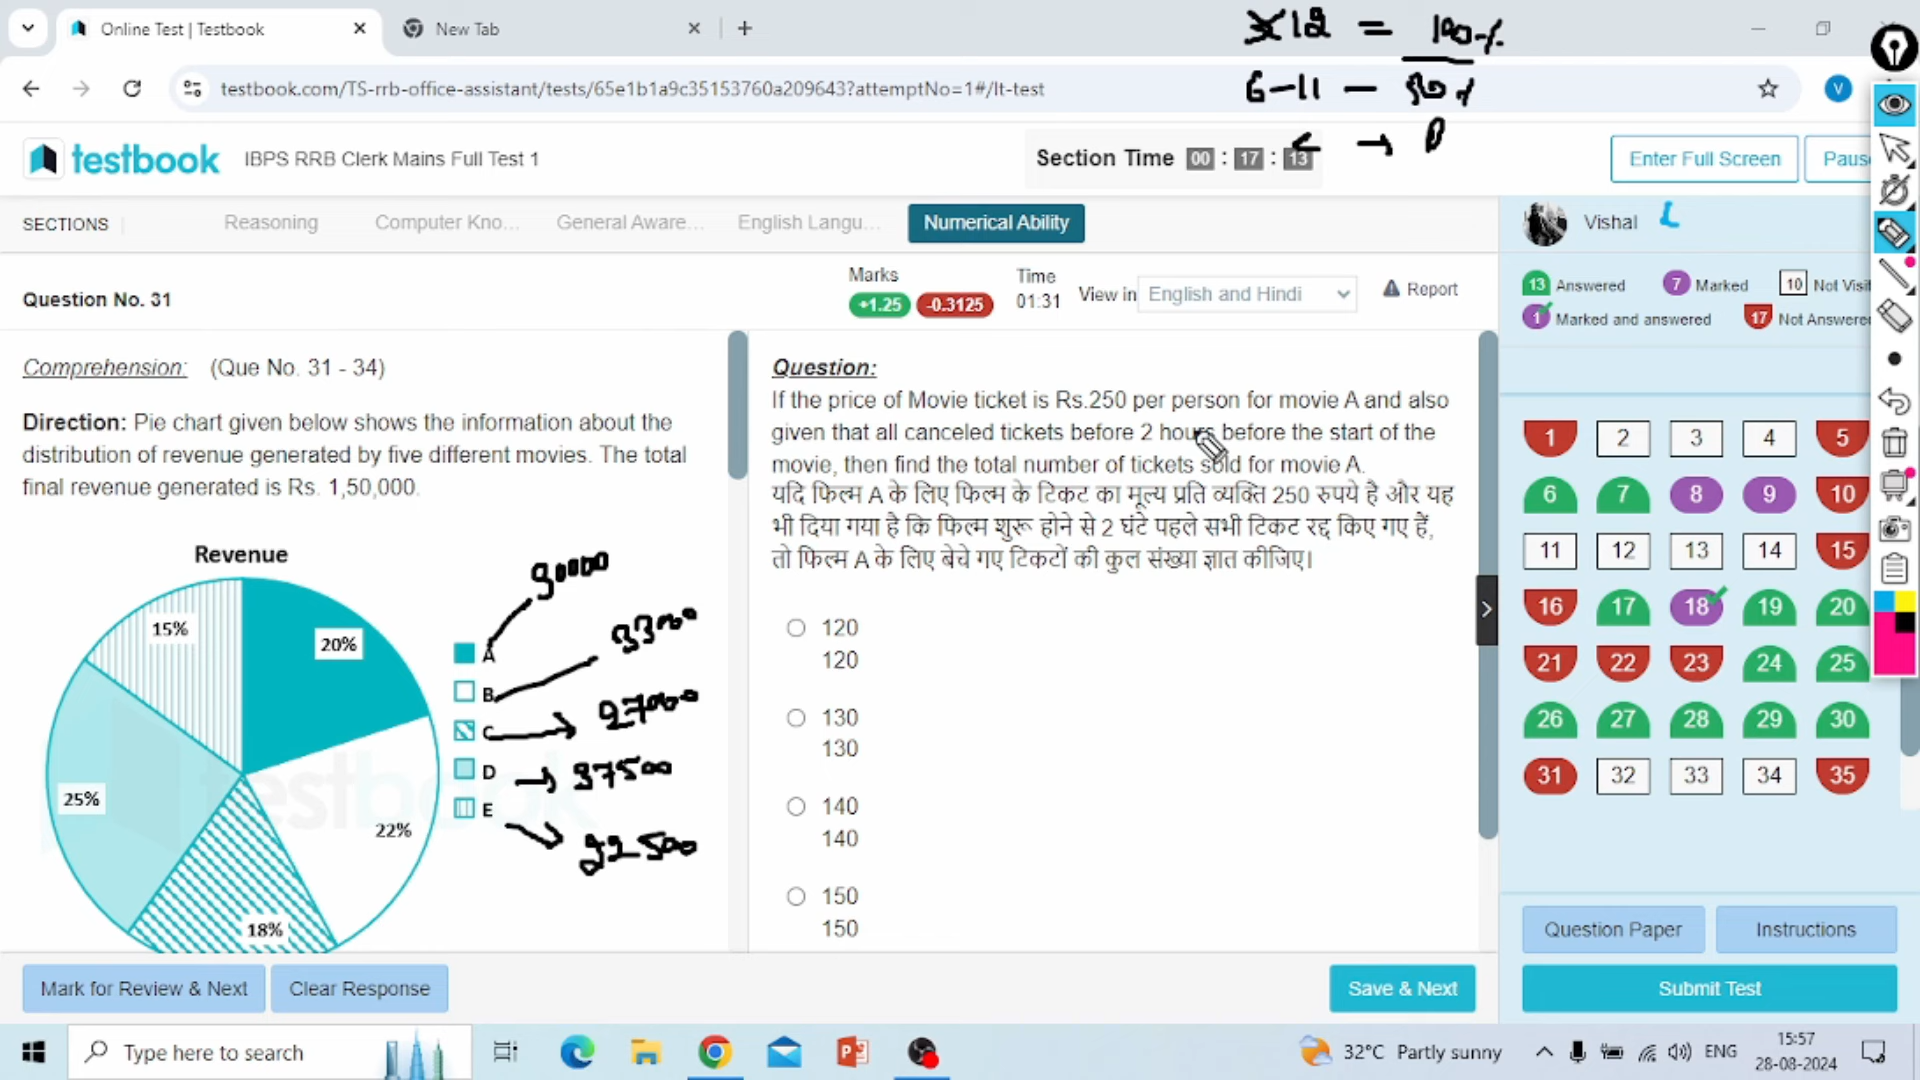 Online Test | Testbook
New Tab
×12 = 100%
testbook.com/TS-rrb-office-assistant/tests/65e1b1a9c35153760a209643?attemptNo=1#/lt-test
V
6-11 -
testbook
IBPS RRB Clerk Mains Full Test 1
Section Time 00 : 17 : 13
Enter Full Screen
SECTIONS
Reasoning
Computer Kno...
General Aware...
English Langu...
Numerical Ability
Vishal
Question No. 31
Marks
+1.25 -0.3125
Time
01:31
View in English and Hindi
Report
13 Answered
7 Marked
10 Not Visit
1 Marked and answered
17 Not Answered
Comprehension: (Que No. 31 - 34)
Direction: Pie chart given below shows the information about the
distribution of revenue generated by five different movies. The total
final revenue generated is Rs. 1,50,000.
Revenue
15%
20%
25%
22%
18%
A 30000
B 33000
C 27000
D 37500
E 22500
testbook
Question:
If the price of Movie ticket is Rs.250 per person for movie A and also
given that all canceled tickets before 2 hours before the start of the
movie, then find the total number of tickets sold for movie A.
यदि फिल्म A के लिए फिल्म के टिकट का मूल्य प्रति व्यक्ति 250 रुपये है और यह
भी दिया गया है कि फिल्म शुरू होने से 2 घंटे पहले सभी टिकट रद्द किए गए हैं,
तो फिल्म A के लिए बेचे गए टिकटों की कुल संख्या ज्ञात कीजिए।
120
120
130
130
140
140
150
150
1 2 3 4 5
6 7 8 9 10
11 12 13 14 15
16 17 18 19 20
21 22 23 24 25
26 27 28 29 30
31 32 33 34 35
Question Paper
Instructions
Mark for Review & Next
Clear Response
Save & Next
Submit Test
Type here to search
32°C Partly sunny
ENG
15:57
28-08-2024